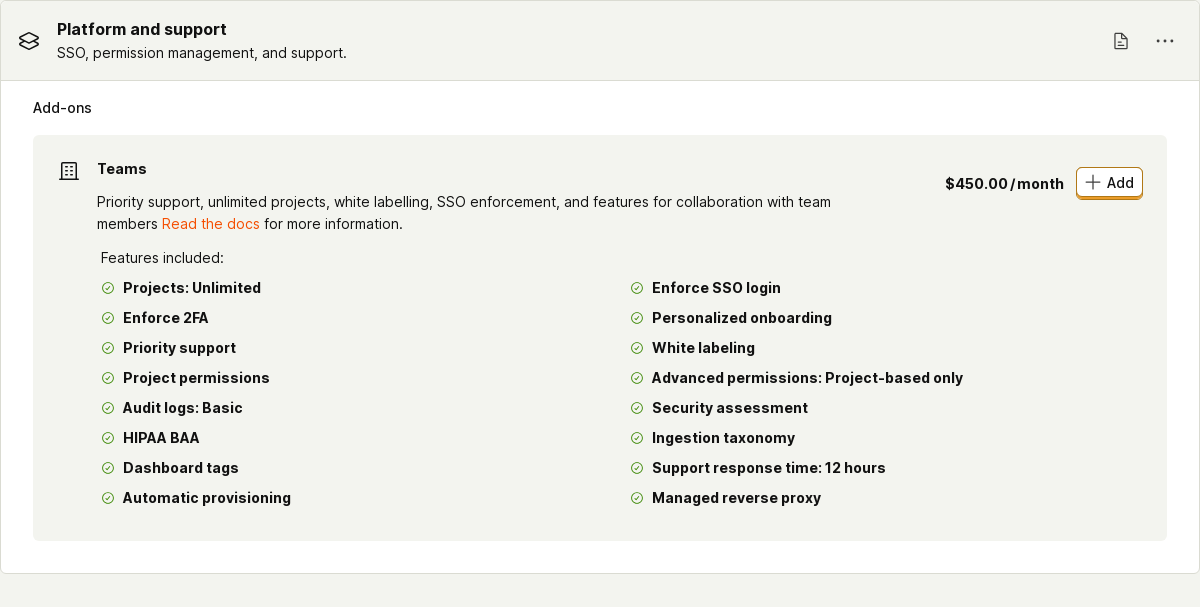 Platform and support
SSO, permission management, and support.
Add-ons
Teams
$450.00/month
Add
Priority support, unlimited projects, white labelling, SSO enforcement, and features for collaboration with team
members Read the docs for more information.
Features included:
Projects: Unlimited
Enforce SSO login
Enforce 2FA
Personalized onboarding
Priority support
White labeling
Project permissions
Advanced permissions: Project-based only
Audit logs: Basic
Security assessment
HIPAA BAA
Ingestion taxonomy
Dashboard tags
Support response time: 12 hours
Automatic provisioning
Managed reverse proxy